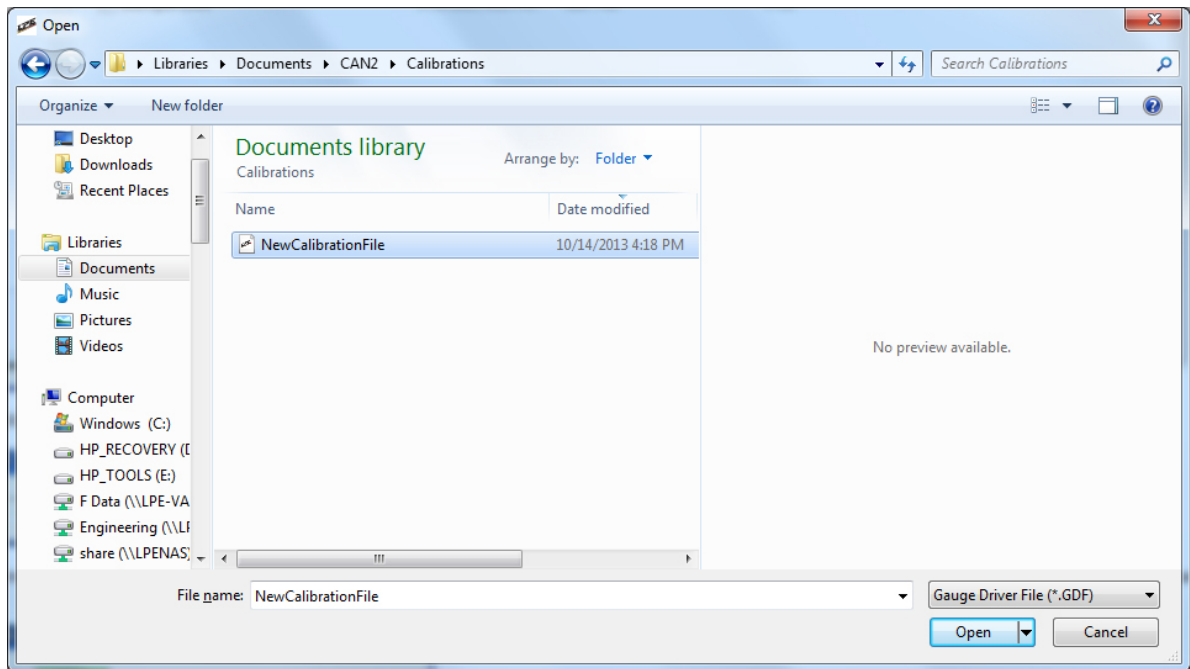 Open
Libraries Documents CAN2 Calibrations
Search Calibrations
Organize New folder
Desktop
Downloads
Recent Places
Libraries
Documents
Music
Pictures
Videos
Computer
Windows (C:)
HP_RECOVERY (D
HP_TOOLS (E:)
F Data (\\LPE-VA
Engineering (\\LP
share (\\LPENAS)
Documents library
Calibrations
Arrange by: Folder
Name Date modified
NewCalibrationFile 10/14/2013 4:18 PM
No preview available.
File name: NewCalibrationFile
Gauge Driver File (*.GDF)
Open Cancel